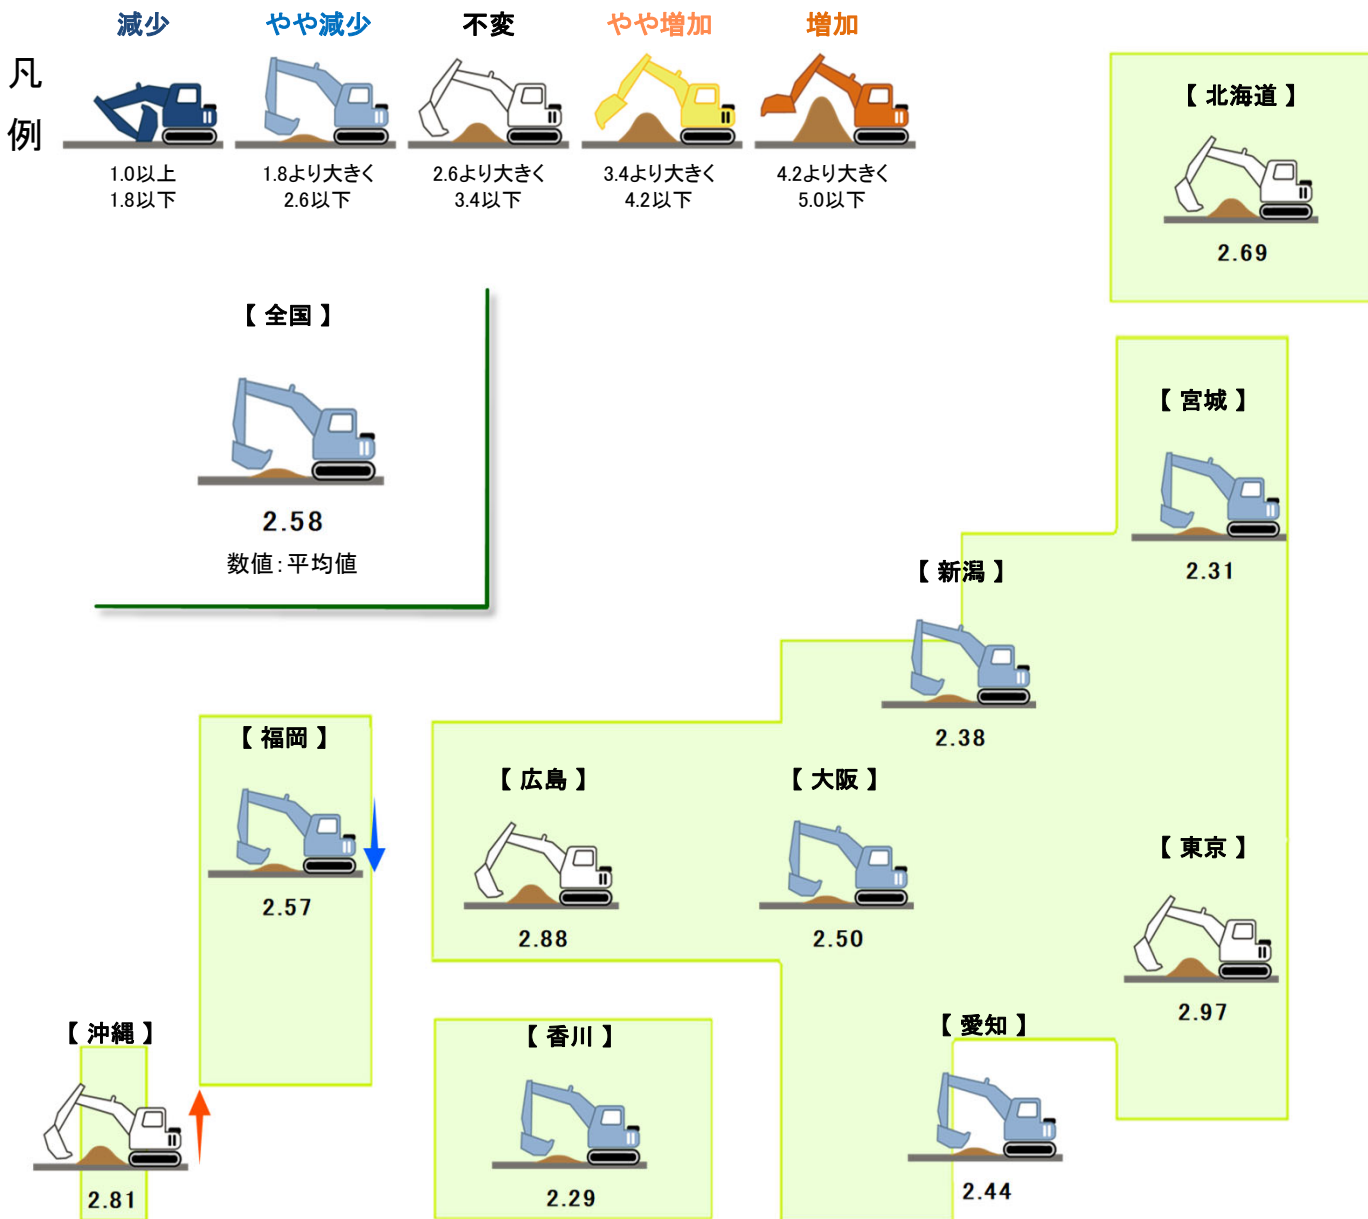 減少 やや減少 不変 やや増加 増加
凡
例
1.0以上 1.8より大きく 2.6より大きく 3.4より大きく 4.2より大きく
1.8以下 2.6以下 3.4以下 4.2以下 5.0以下
【 北海道 】
2.69
【 全国 】
2.58
数値：平均値
【 宮城 】
2.31
【 新潟 】
2.38
【 福岡 】
2.57
【 広島 】
2.88
【 大阪 】
2.50
【 東京 】
2.97
【 沖縄 】
2.81
【 香川 】
2.29
【 愛知 】
2.44